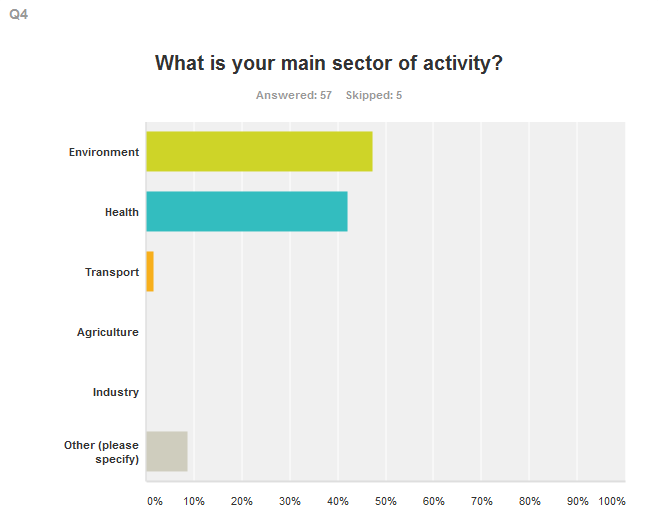 Q4
What is your main sector of activity?
Answered: 57 Skipped: 5
Environment
Health
Transport
Agriculture
Industry
Other (please
specify)
0% 10% 20% 30% 40% 50% 60% 70% 80% 90% 100%